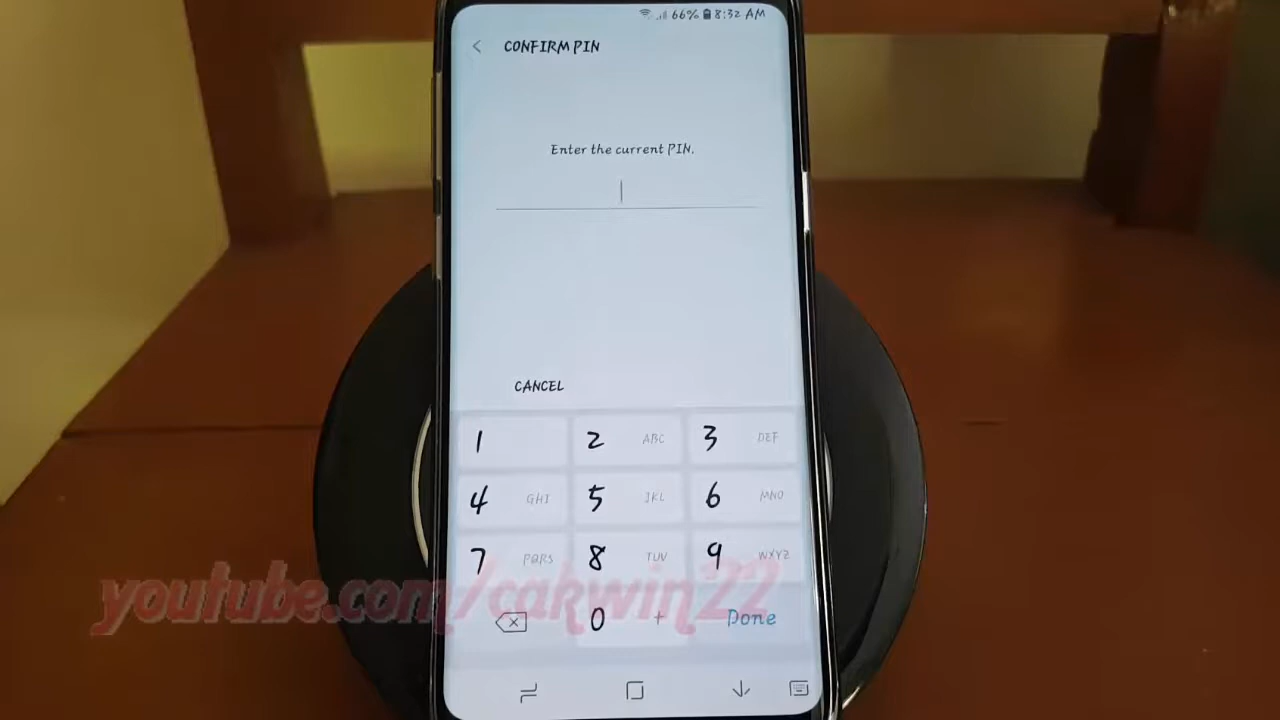 66% 8:32 AM
CONFIRM PIN
Enter the current PIN.
CANCEL
1
2 ABC
3 DEF
4 GHI
5 JKL
6 MNO
7 PQRS
8 TUV
9 WXYZ
0 +
Done
youtube.com/cakwin22